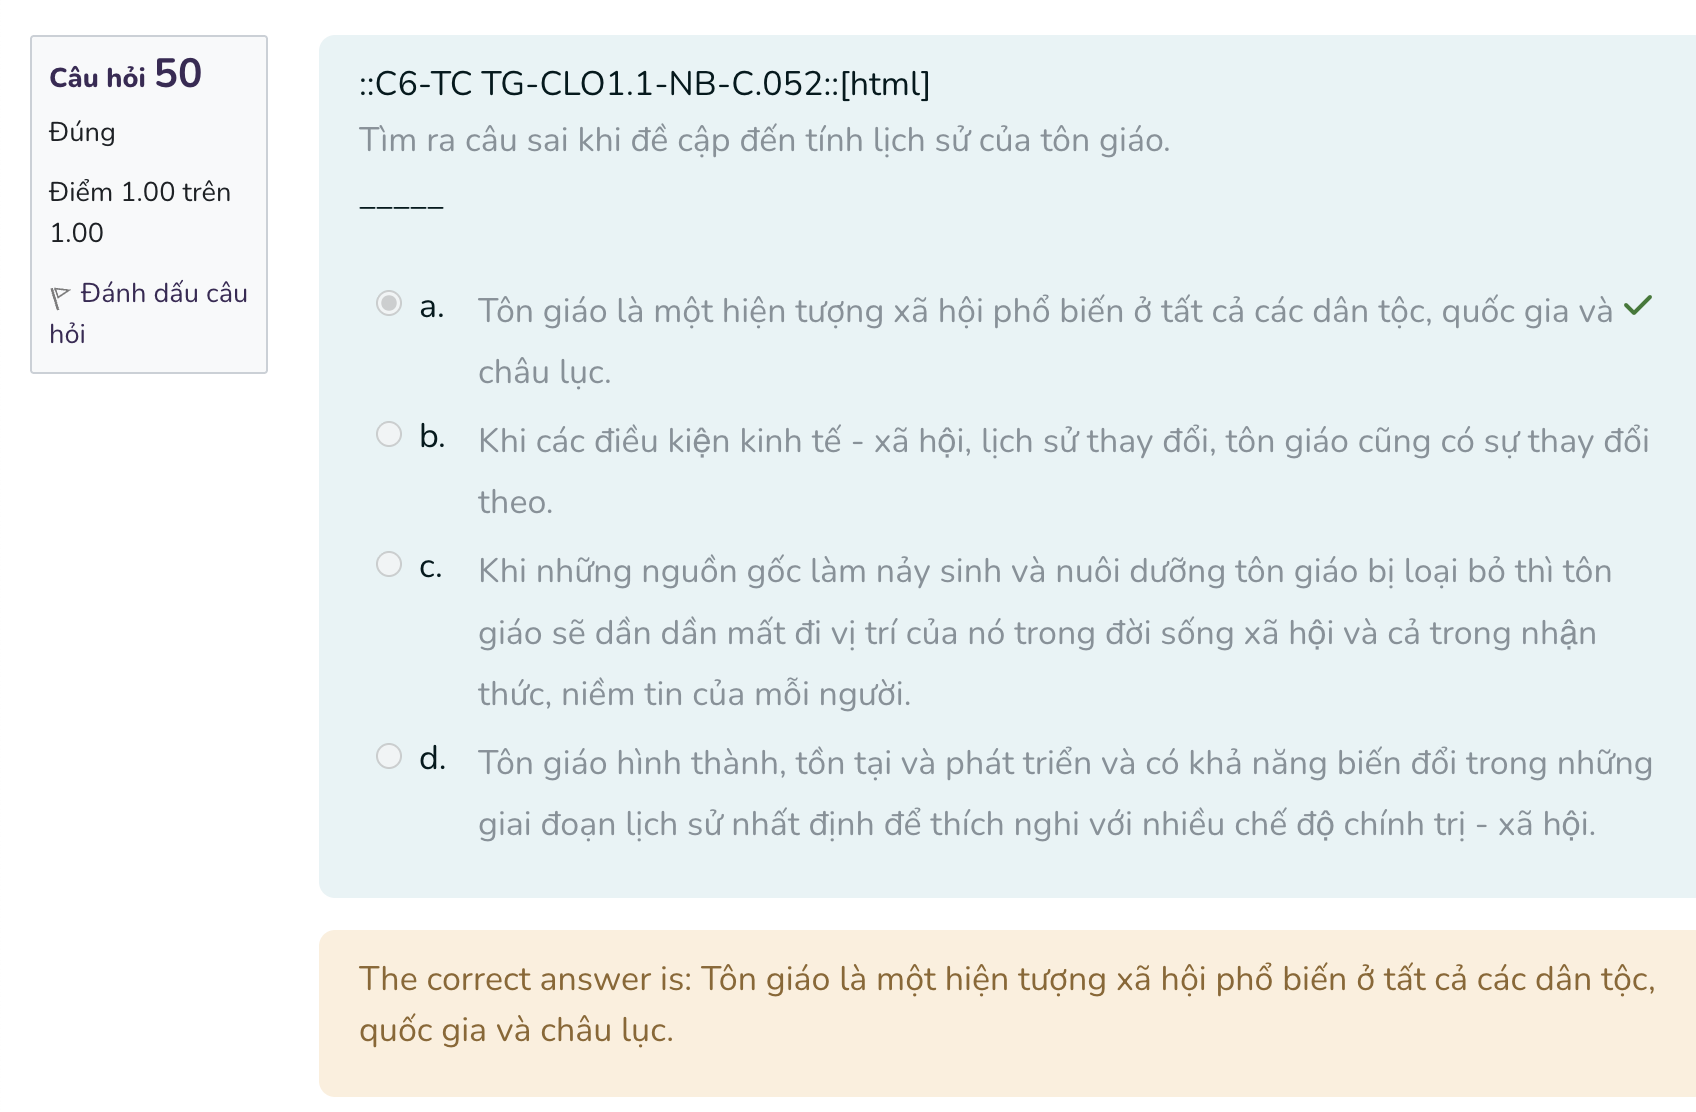 Câu hỏi 50
Đúng
Điểm 1.00 trên
1.00
Đánh dấu câu
hỏi
::C6-TC TG-CLO1.1-NB-C.052::[html]
Tìm ra câu sai khi đề cập đến tính lịch sử của tôn giáo.
_____
a. Tôn giáo là một hiện tượng xã hội phổ biến ở tất cả các dân tộc, quốc gia và
châu lục.
b. Khi các điều kiện kinh tế - xã hội, lịch sử thay đổi, tôn giáo cũng có sự thay đổi
theo.
c. Khi những nguồn gốc làm nảy sinh và nuôi dưỡng tôn giáo bị loại bỏ thì tôn
giáo sẽ dần dần mất đi vị trí của nó trong đời sống xã hội và cả trong nhận
thức, niềm tin của mỗi người.
d. Tôn giáo hình thành, tồn tại và phát triển và có khả năng biến đổi trong những
giai đoạn lịch sử nhất định để thích nghi với nhiều chế độ chính trị - xã hội.
The correct answer is: Tôn giáo là một hiện tượng xã hội phổ biến ở tất cả các dân tộc,
quốc gia và châu lục.